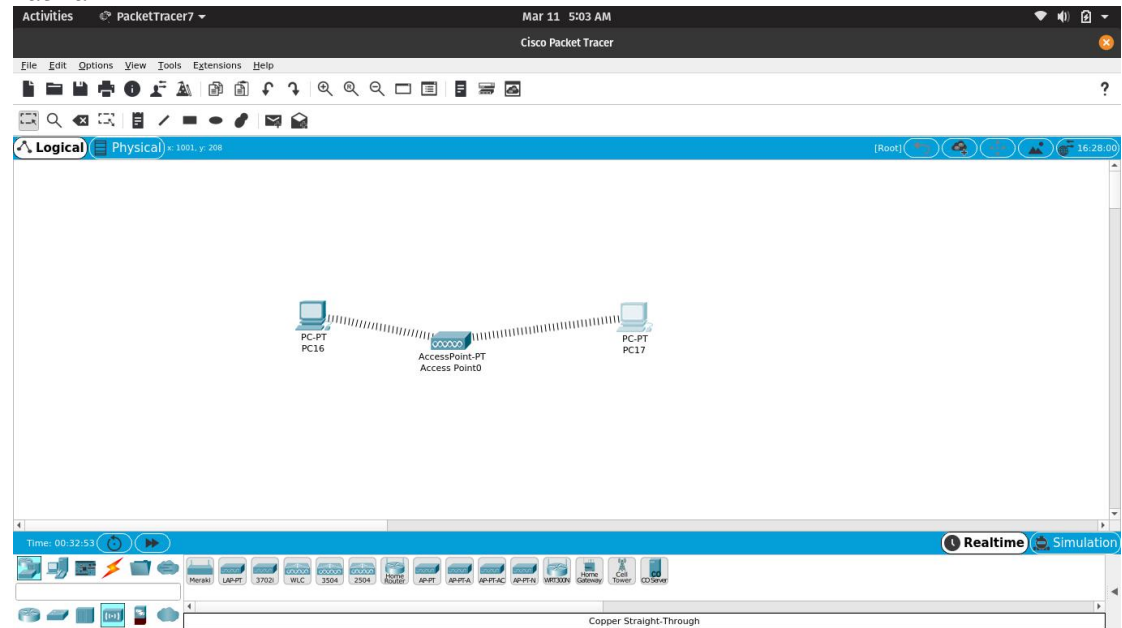 Activities PacketTracer7 Mar 11 5:03 AM
Cisco Packet Tracer
File Edit Options View Tools Extensions Help
?
Logical Physical x: 1001, y: 208 [Root] 16:28:00
PC-PT
PC16
AccessPoint-PT
Access Point0
PC-PT
PC17
Time: 00:32:53 Realtime Simulation
Meraki LAP-PT 3702i WLC 3504 2504 Home Router AP-PT AP-PT-A AP-PT-AC AP-PT-N WRT300N Home Gateway Cell Tower CO Server
Copper Straight-Through